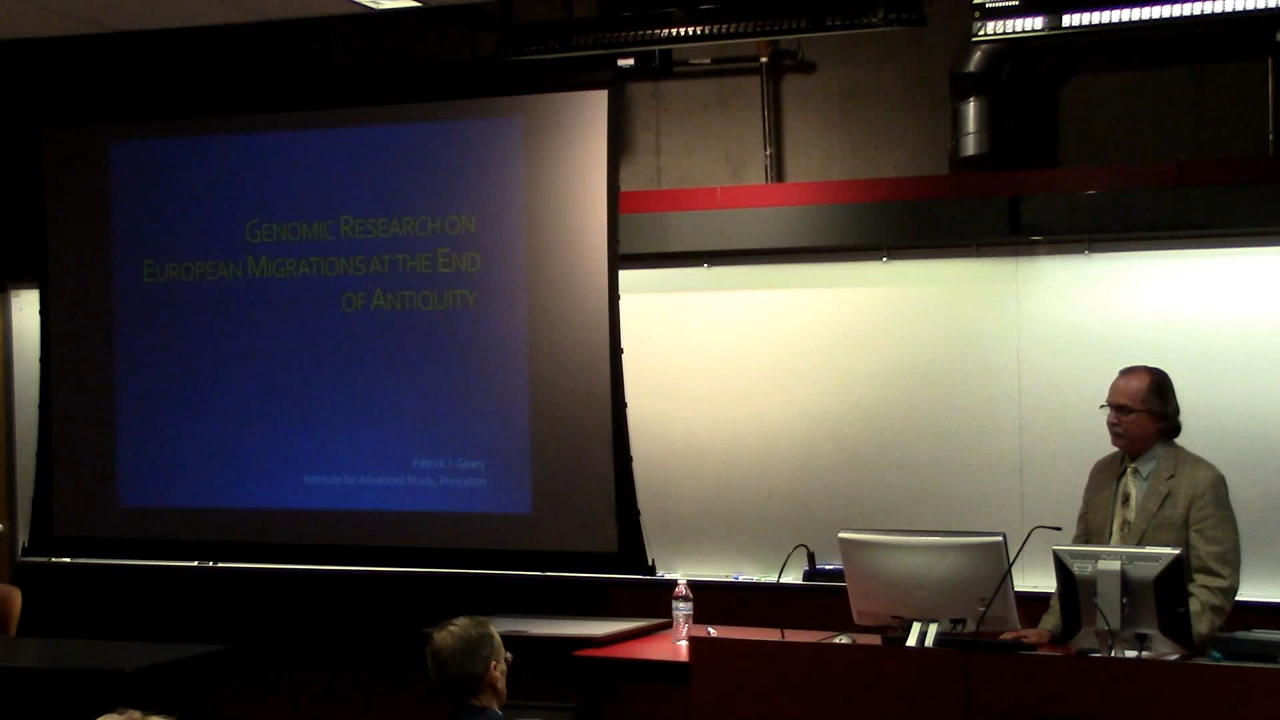 GENOMIC RESEARCH ON
EUROPEAN MIGRATIONS AT THE END
OF ANTIQUITY
Patrick J. Geary
Institute for Advanced Study, Princeton